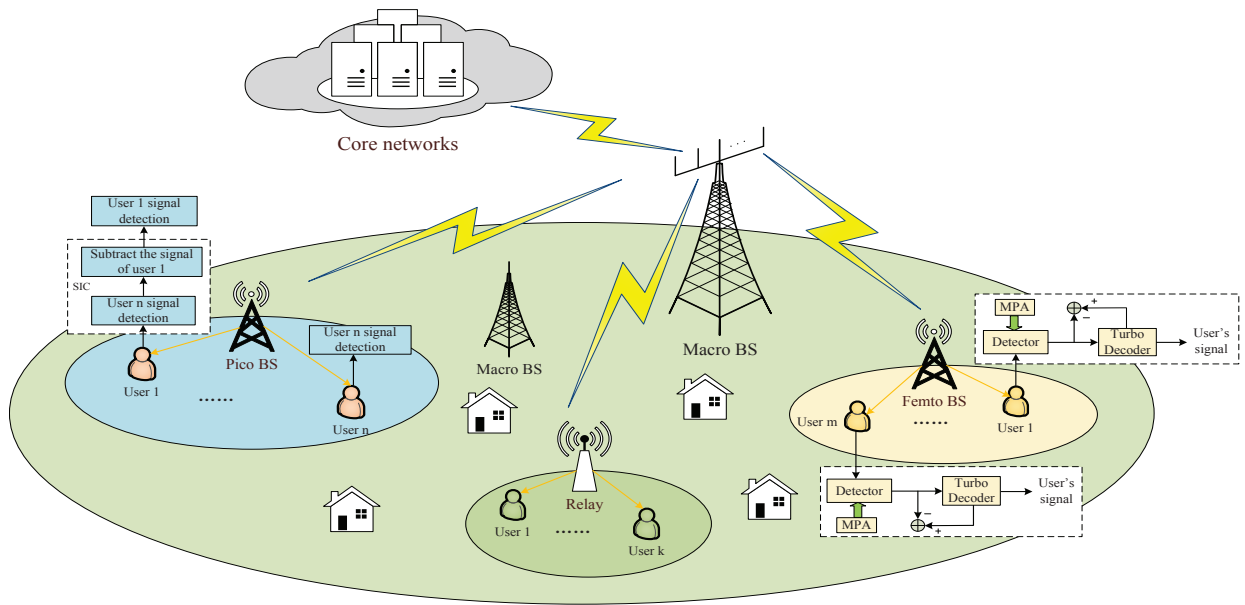 Core networks
. . .
User 1 signal
detection
Subtract the signal
of user 1
SIC
User n signal
detection
User n signal
detection
Pico BS
User 1
......
User n
Macro BS
Macro BS
MPA
+
−
Detector
Turbo
Decoder
User's
signal
Femto BS
User m
......
User 1
Relay
User 1
......
User k
Detector
Turbo
Decoder
User's
signal
MPA
−
+